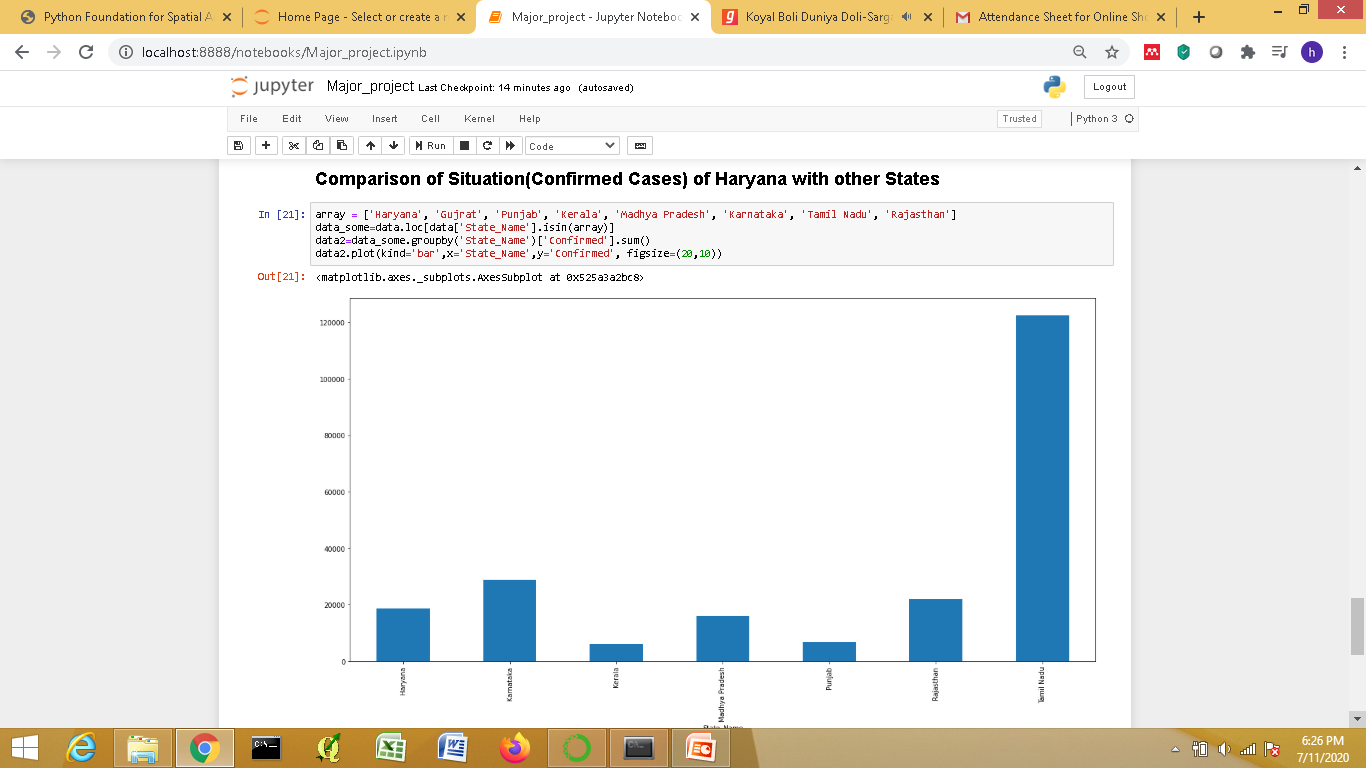 Python Foundation for Spatial A
Home Page - Select or create a n
Major_project - Jupyter Notebo
Koyal Boli Duniya Doli-Sarg
Attendance Sheet for Online Sho
localhost:8888/notebooks/Major_project.ipynb
h
jupyter Major_project Last Checkpoint: 14 minutes ago (autosaved)
Logout
File Edit View Insert Cell Kernel Help
Trusted
Python 3
Run
Code
Comparison of Situation(Confirmed Cases) of Haryana with other States
In [21]: array = ['Haryana', 'Gujrat', 'Punjab', 'Kerala', 'Madhya Pradesh', 'Karnataka', 'Tamil Nadu', 'Rajasthan']
data_some=data.loc[data['State_Name'].isin(array)]
data2=data_some.groupby('State_Name')['Confirmed'].sum()
data2.plot(kind='bar',x='State_Name',y='Confirmed', figsize=(20,10))
Out[21]: <matplotlib.axes._subplots.AxesSubplot at 0x525a3a2bc8>
120000
100000
80000
60000
40000
20000
0
Haryana
Karnataka
Kerala
Madhya Pradesh
Punjab
Rajasthan
Tamil Nadu
State_Name
6:26 PM
7/11/2020